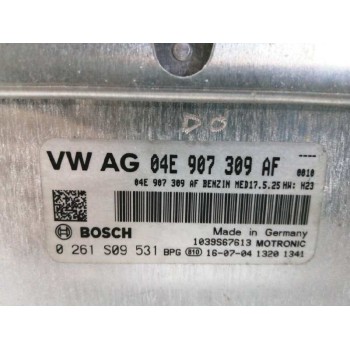 DØ
VW AG 04E 907 309 AF ---- 0010
04E 907 309 AF BENZIN MED17.5.25 HW: H23
BOSCH Made in Germany
1039S67613 MOTRONIC
0 261 S09 531 BPG 810 16-07-04 1320 1341